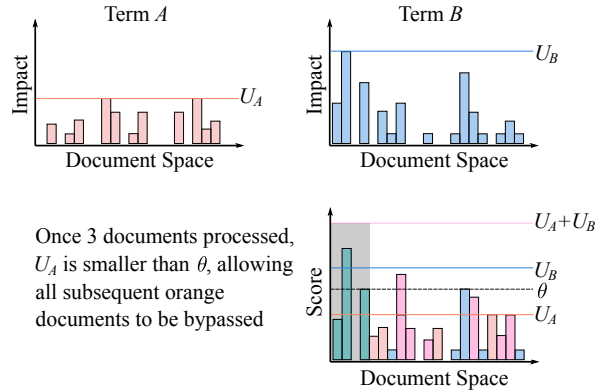 Term A
Term B
Impact
U_A
Document Space
Impact
U_B
Document Space
Once 3 documents processed,
U_A is smaller than θ, allowing
all subsequent orange
documents to be bypassed
Score
U_A+U_B
U_B
θ
U_A
Document Space